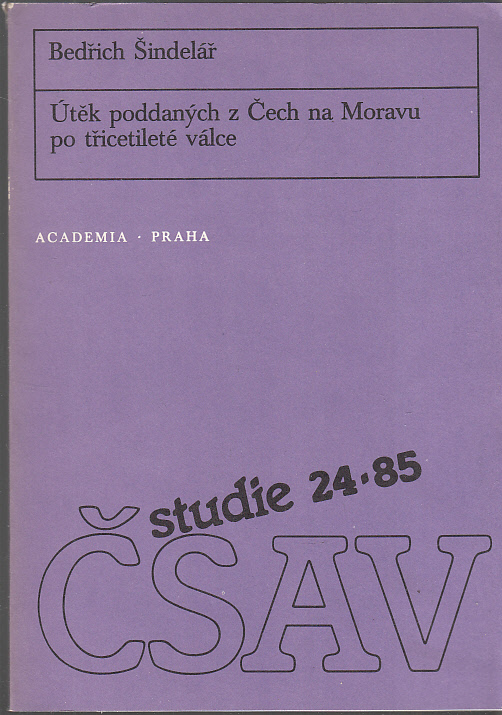 Bedřich Šindelář
Útěk poddaných z Čech na Moravu
po třicetileté válce
ACADEMIA · PRAHA
studie 24·85
ČSAV